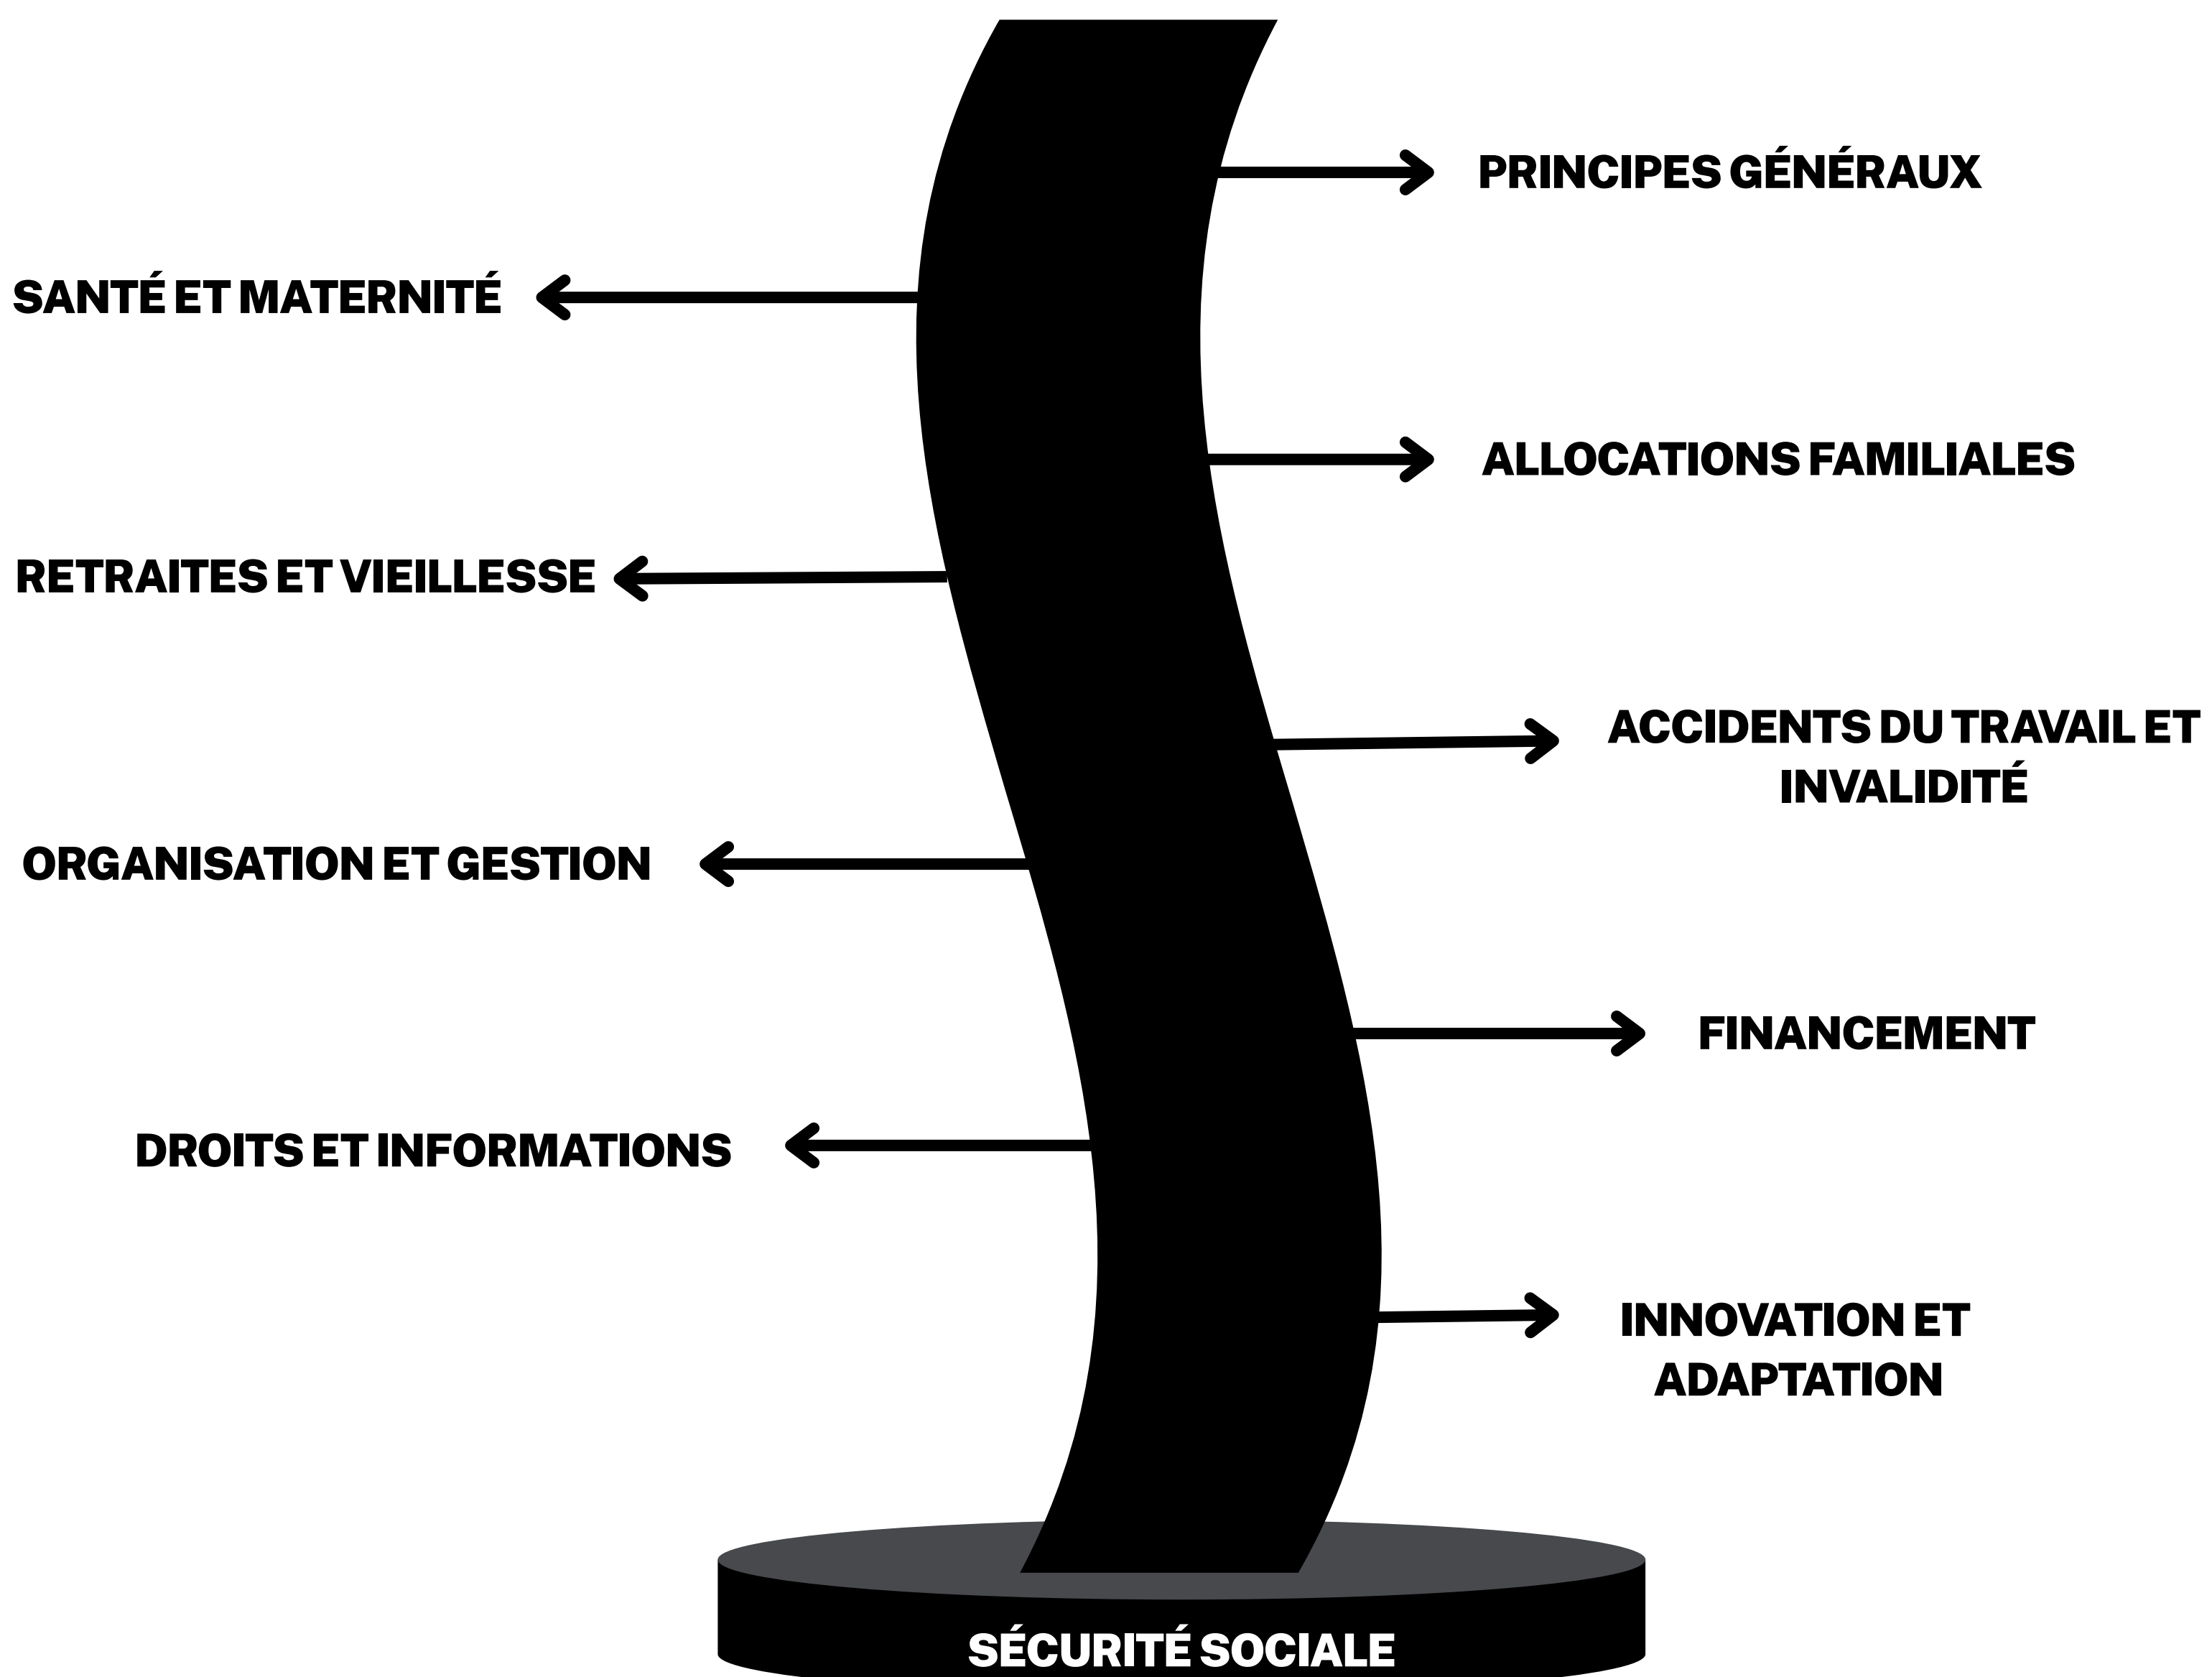 PRINCIPES GÉNÉRAUX
SANTÉ ET MATERNITÉ
ALLOCATIONS FAMILIALES
RETRAITES ET VIEILLESSE
ACCIDENTS DU TRAVAIL ET
INVALIDITÉ
ORGANISATION ET GESTION
FINANCEMENT
DROITS ET INFORMATIONS
INNOVATION ET
ADAPTATION
SÉCURITÉ SOCIALE